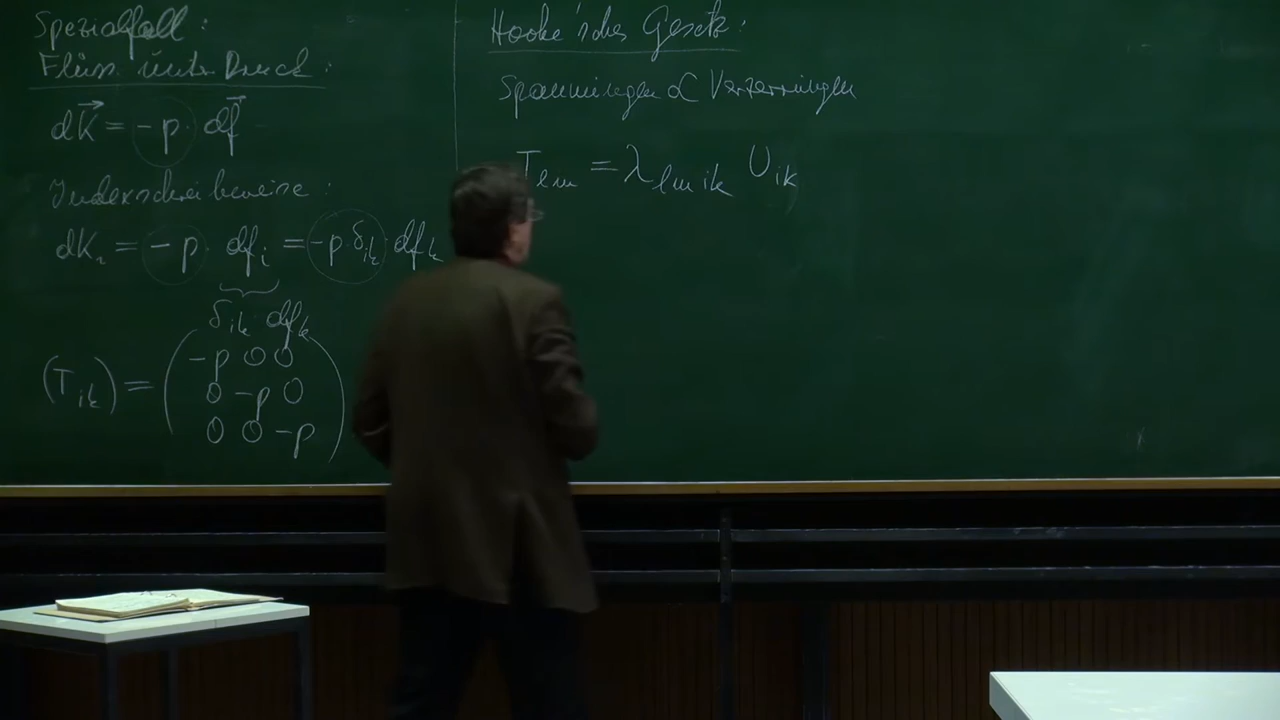 Spezialfall:
Flüss. unter Druck:
dK⃗ = -p · df⃗
Indexschreibweise:
dKᵢ = -p · dfᵢ = -p δᵢₖ dfₖ
δᵢₖ dfₖ
(Tᵢₖ) = ( -p 0 0
0 -p 0
0 0 -p )
Hooke'sches Gesetz:
Spannungen ∝ Verzerrungen
Tₗₘ = λₗₘᵢₖ Uᵢₖ